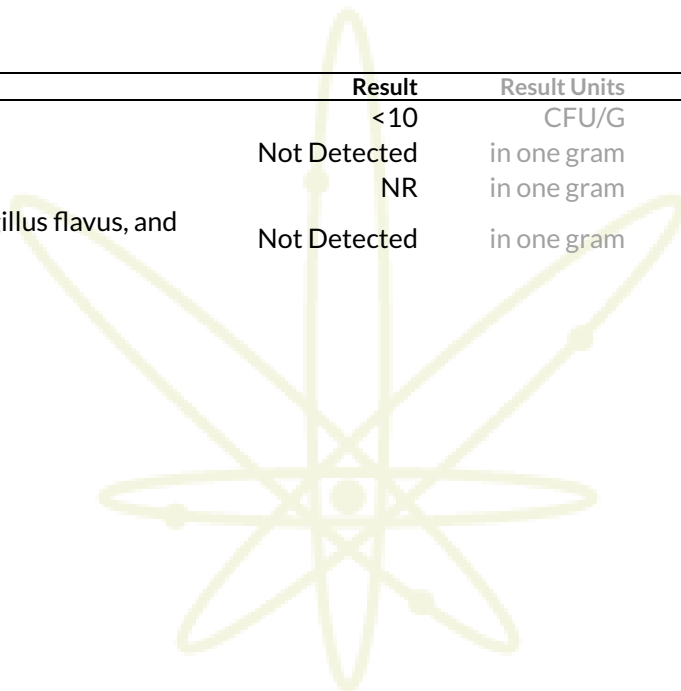 Result Result Units
<10 CFU/G
Not Detected in one gram
NR in one gram
illus flavus, and
Not Detected in one gram